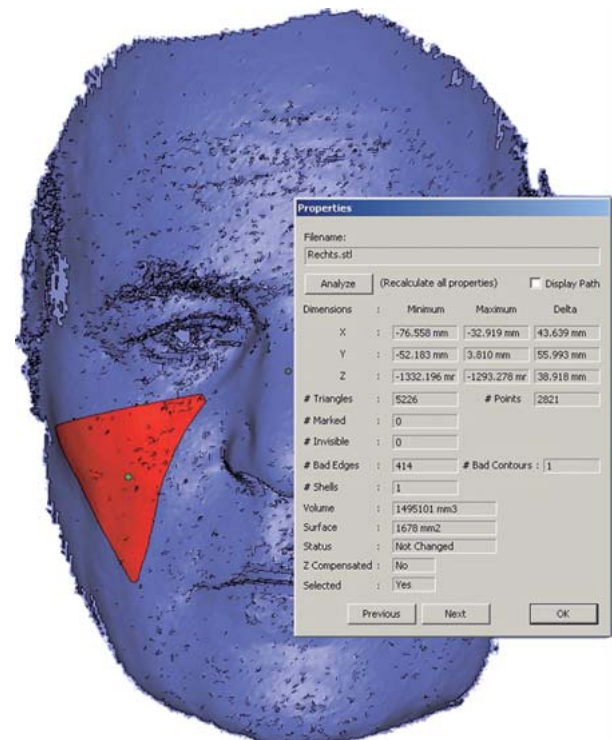 Properties
Filename:
Rechts.stl
Analyze (Recalculate all properties) Display Path
Dimensions : Minimum Maximum Delta
X : -76.558 mm -32.919 mm 43.639 mm
Y : -52.183 mm 3.810 mm 55.993 mm
Z : -1332.196 mr -1293.278 mr 38.918 mm
# Triangles : 5226 # Points 2821
# Marked : 0
# Invisible : 0
# Bad Edges : 414 # Bad Contours : 1
# Shells : 1
Volume : 1495101 mm3
Surface : 1678 mm2
Status : Not Changed
Z Compensated : No
Selected : Yes
Previous Next OK